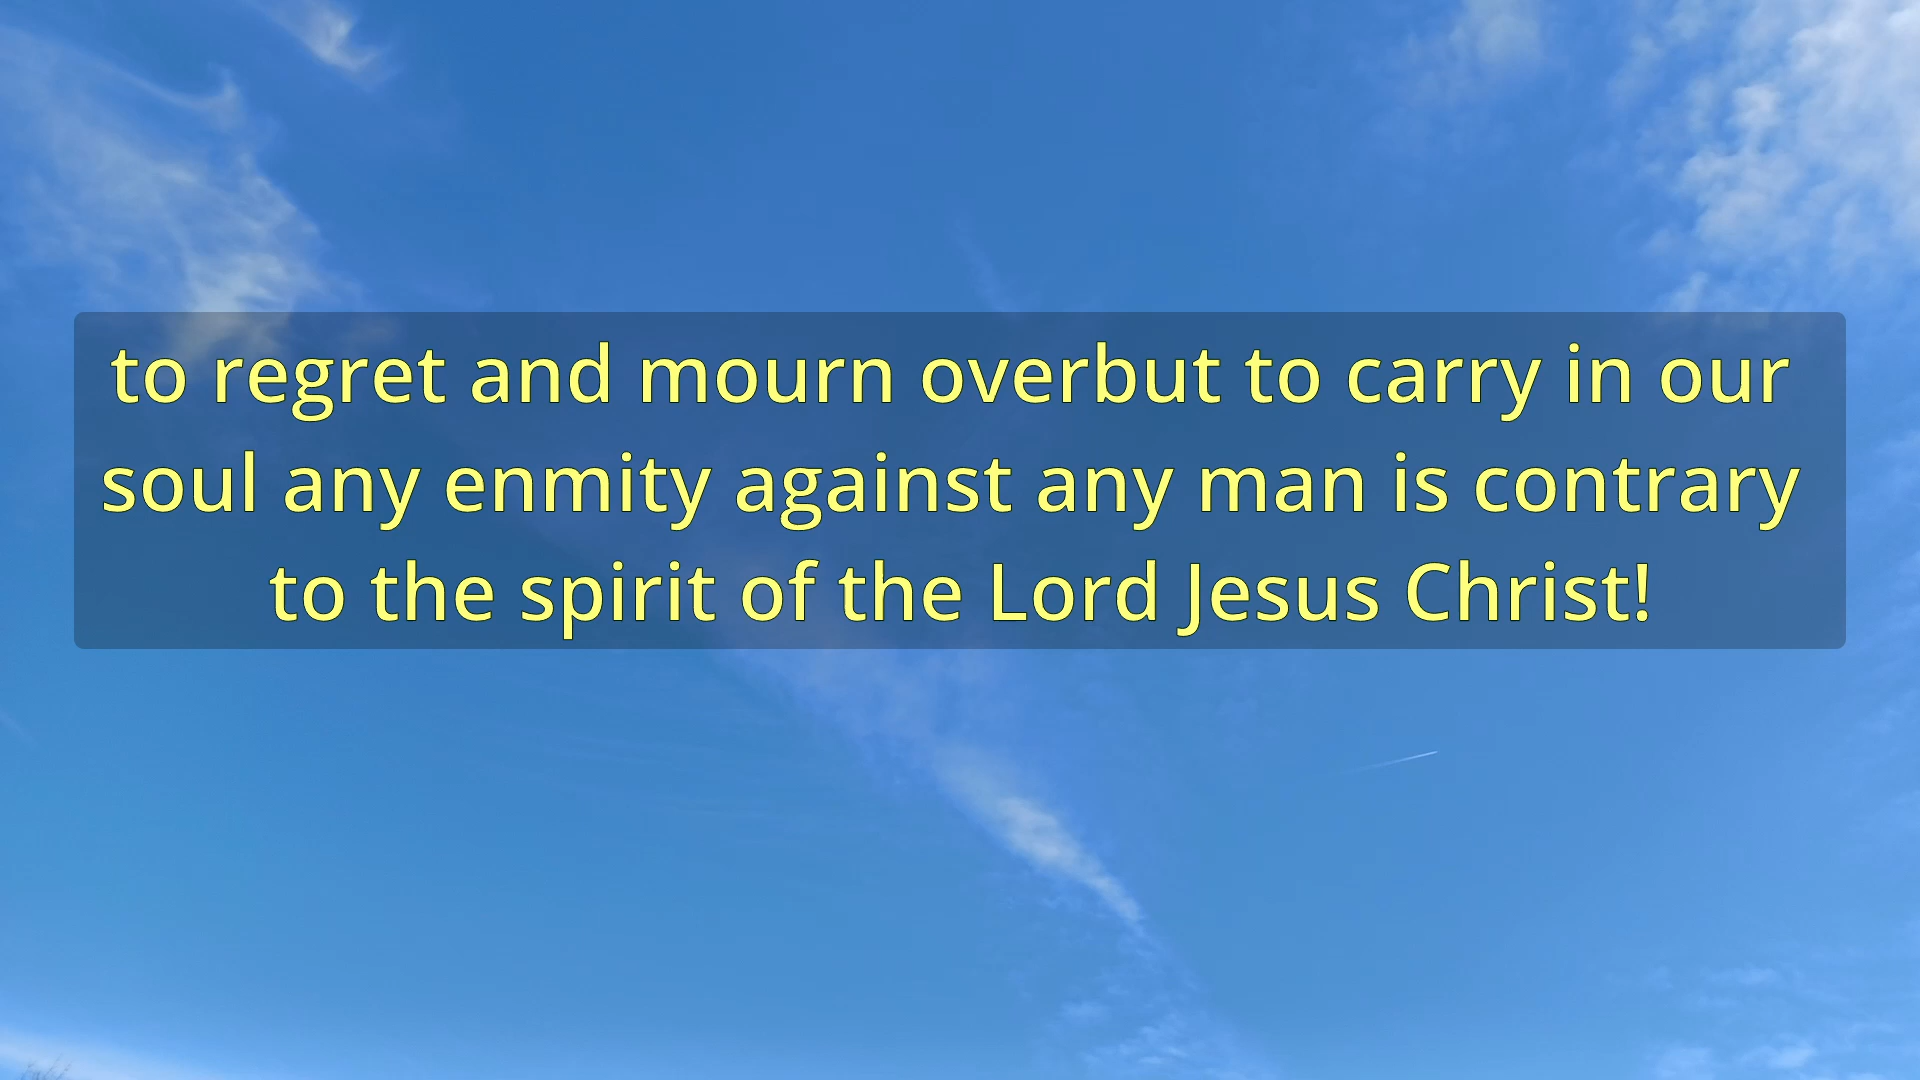 to regret and mourn overbut to carry in our
soul any enmity against any man is contrary
to the spirit of the Lord Jesus Christ!